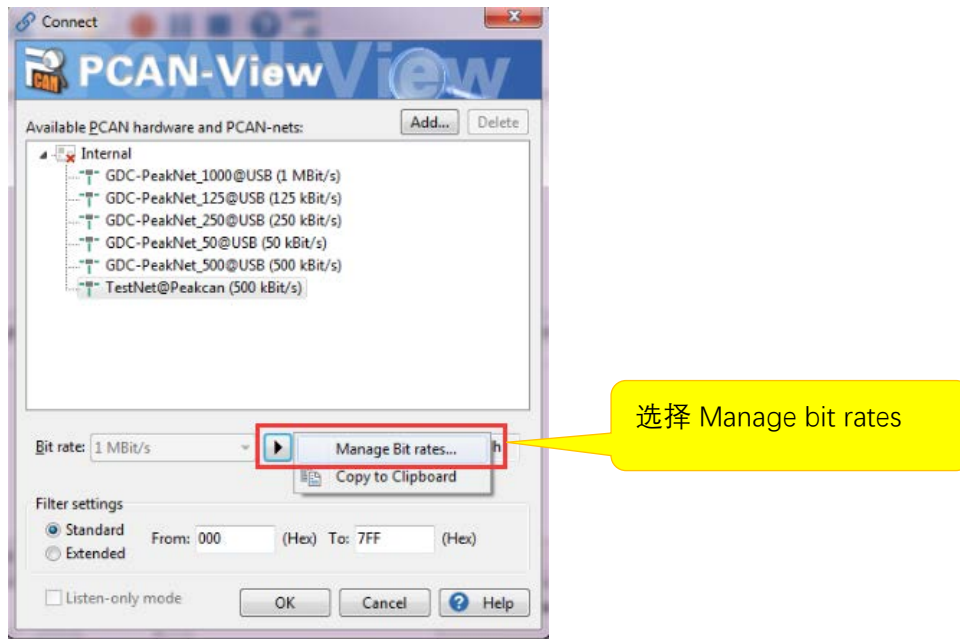 Connect
PCAN-View View
CAN
Available PCAN hardware and PCAN-nets:
Add...
Delete
Internal
GDC-PeakNet_1000@USB (1 MBit/s)
GDC-PeakNet_125@USB (125 kBit/s)
GDC-PeakNet_250@USB (250 kBit/s)
GDC-PeakNet_50@USB (50 kBit/s)
GDC-PeakNet_500@USB (500 kBit/s)
TestNet@Peakcan (500 kBit/s)
选择 Manage bit rates
Bit rate: 1 MBit/s
Manage Bit rates...
h
Copy to Clipboard
Filter settings
Standard
Extended
From: 000 (Hex) To: 7FF (Hex)
Listen-only mode
OK
Cancel
Help